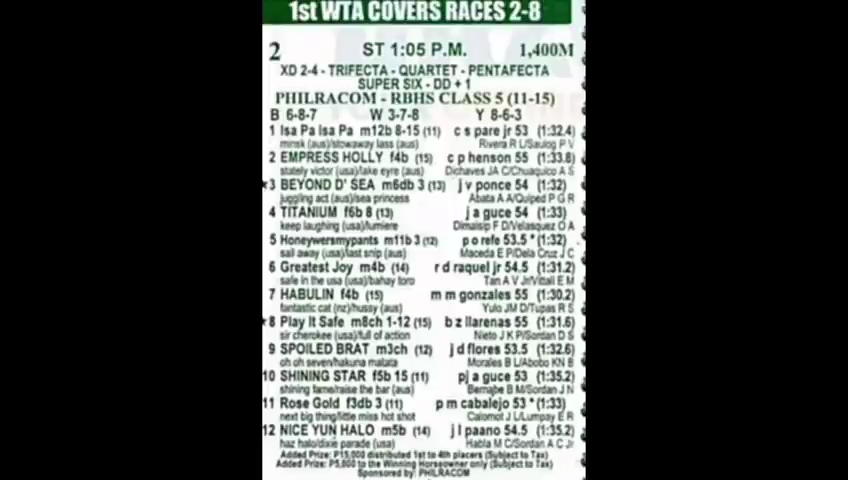 1st WTA COVERS RACES 2-8
2 ST 1:05 P.M. 1,400M
XD 2-4 - TRIFECTA - QUARTET - PENTAFECTA
SUPER SIX - DD + 1
PHILRACOM - RBHS CLASS 5 (11-15)
B 6-8-7 W 3-7-8 Y 8-6-3
1 Isa Pa Isa Pa m12b 8-15 (11) c s pare jr 53 (1:32.4)
minsk (aus)/stowaway lass (aus) Rivera R L/Saulog P V
2 EMPRESS HOLLY f4b (15) c p henson 55 (1:33.8)
stately victor (usa)/lake eyre (aus) Dichaves JA C/Chuaquico A S
*3 BEYOND D' SEA m6db 3 (13) j v ponce 54 (1:32)
juggling act (aus)/sea princess Abata A A/Quiped P G R
4 TITANIUM f6b 8 (13) j a guce 54 (1:33)
keep laughing (usa)/lumiere Dimaisip F D/Velasquez O A
5 Honeywersmypants m11b 3 (12) p o refe 53.5 *(1:32)
sail away (usa)/last snip (aus) Maceda E P/Dela Cruz J C
6 Greatest Joy m4b (14) r d raquel jr 54.5 (1:31.2)
safe in the usa (usa)/bahay toro Tan A V Jr/Vitali E M
7 HABULIN f4b (15) m m gonzales 55 (1:30.2)
fantastic cat (nz)/hussy (aus) Yulo JM D/Tupas R S
*8 Play It Safe m8ch 1-12 (15) b z llarenas 55 (1:31.6)
sir cherokee (usa)/full of action Nieto J K P/Sordan D S
9 SPOILED BRAT m3ch (12) j d flores 53.5 (1:32.6)
oh oh seven/hakuna matata Morales B L/Abobo KN B
10 SHINING STAR f5b 15 (11) pj a guce 53 (1:35.2)
shining fame/raise the bar (aus) Bernabe B M/Sordan J N
11 Rose Gold f3db 3 (11) p m cabalejo 53 *(1:33)
next big thing/little miss hot shot Calomot J L/Lumpay E R
12 NICE YUN HALO m5b (14) j l paano 54.5 (1:35.2)
haz halo/dixie parade (usa) Habla M C/Sordan A C Jr
Added Prize: P15,000 distributed 1st to 4th placers (Subject to Tax)
Added Prize: P5,000 to the Winning Horseowner only (Subject to Tax)
Sponsored by: PHILRACOM